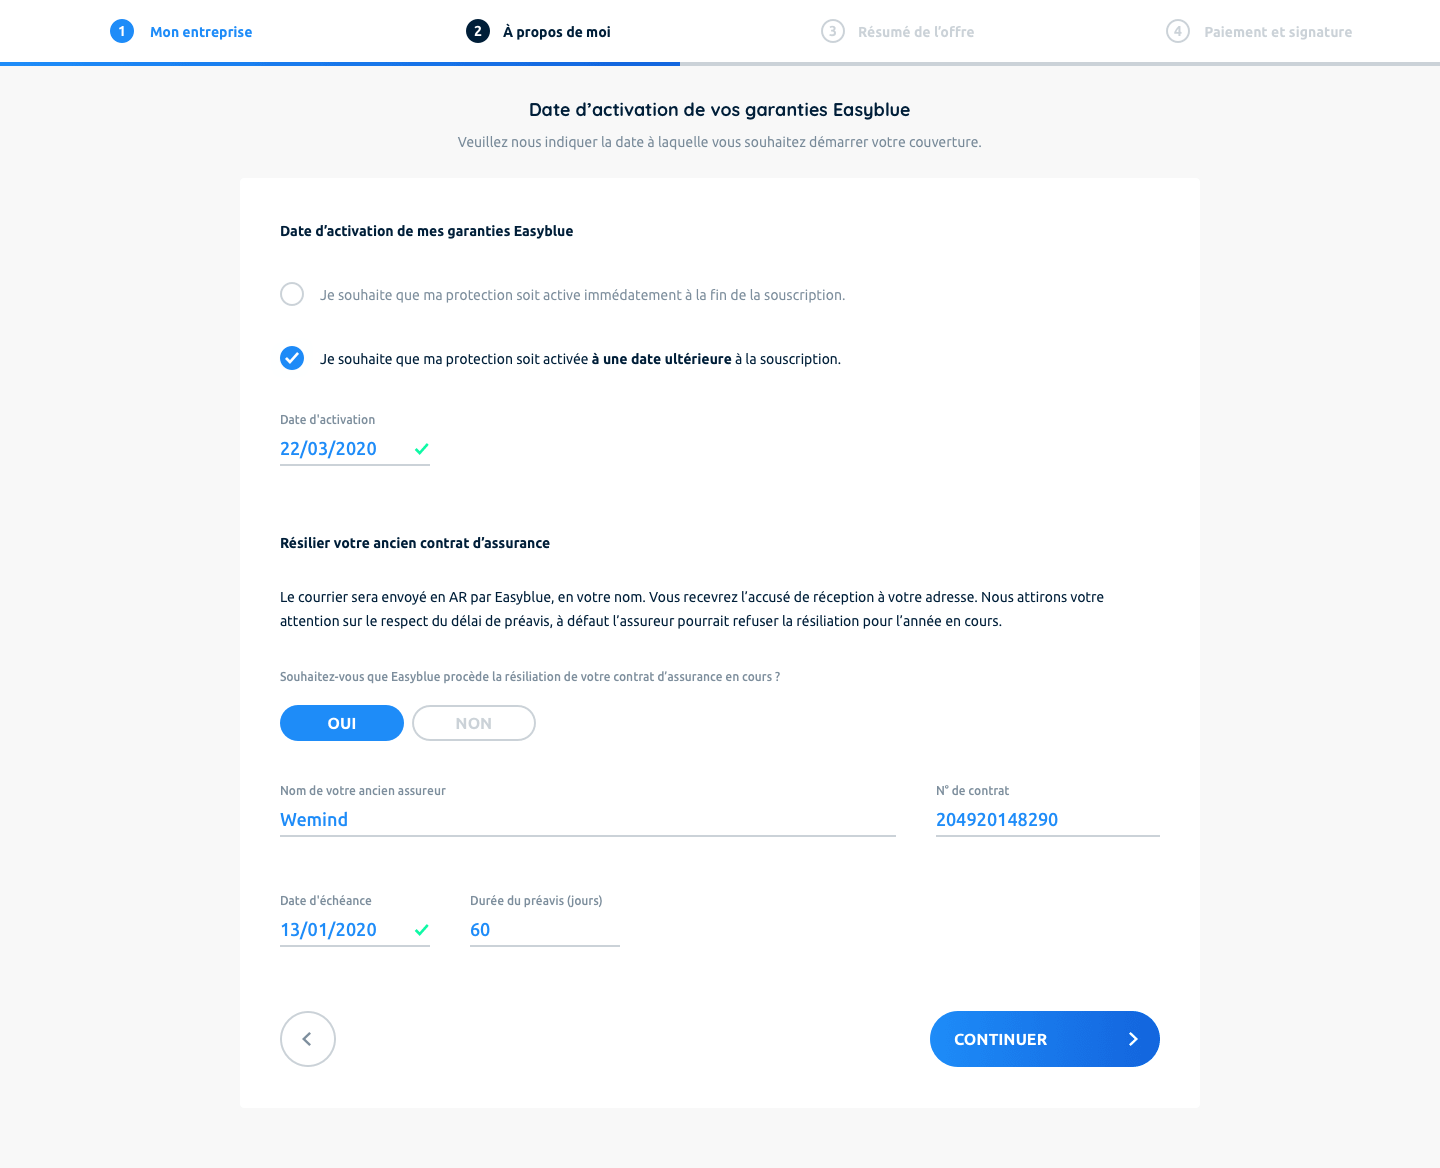 1 Mon entreprise
2 À propos de moi
3 Résumé de l’offre
4 Paiement et signature
Date d’activation de vos garanties Easyblue
Veuillez nous indiquer la date à laquelle vous souhaitez démarrer votre couverture.
Date d’activation de mes garanties Easyblue
Je souhaite que ma protection soit active immédatement à la fin de la souscription.
Je souhaite que ma protection soit activée à une date ultérieure à la souscription.
Date d'activation
22/03/2020
Résilier votre ancien contrat d’assurance
Le courrier sera envoyé en AR par Easyblue, en votre nom. Vous recevrez l’accusé de réception à votre adresse. Nous attirons votre
attention sur le respect du délai de préavis, à défaut l’assureur pourrait refuser la résiliation pour l’année en cours.
Souhaitez-vous que Easyblue procède la résiliation de votre contrat d’assurance en cours ?
OUI NON
Nom de votre ancien assureur
Wemind
N° de contrat
204920148290
Date d'échéance
13/01/2020
Durée du préavis (jours)
60
CONTINUER